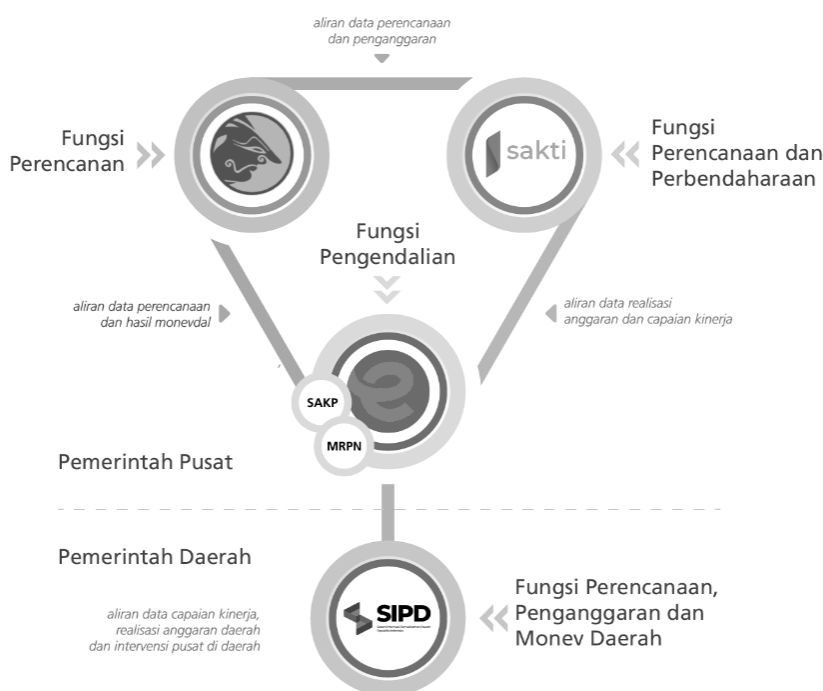 aliran data perencanaan
dan penganggaran
Fungsi
Perencanan
sakti
Fungsi
Perencanaan dan
Perbendaharaan
Fungsi
Pengendalian
aliran data perencanaan
dan hasil monevdal
aliran data realisasi
anggaran dan capaian kinerja
SAKP
MRPN
Pemerintah Pusat
Pemerintah Daerah
aliran data capaian kinerja,
realisasi anggaran daerah
dan intervensi pusat di daerah
SIPD
Fungsi Perencanaan,
Penganggaran dan
Monev Daerah